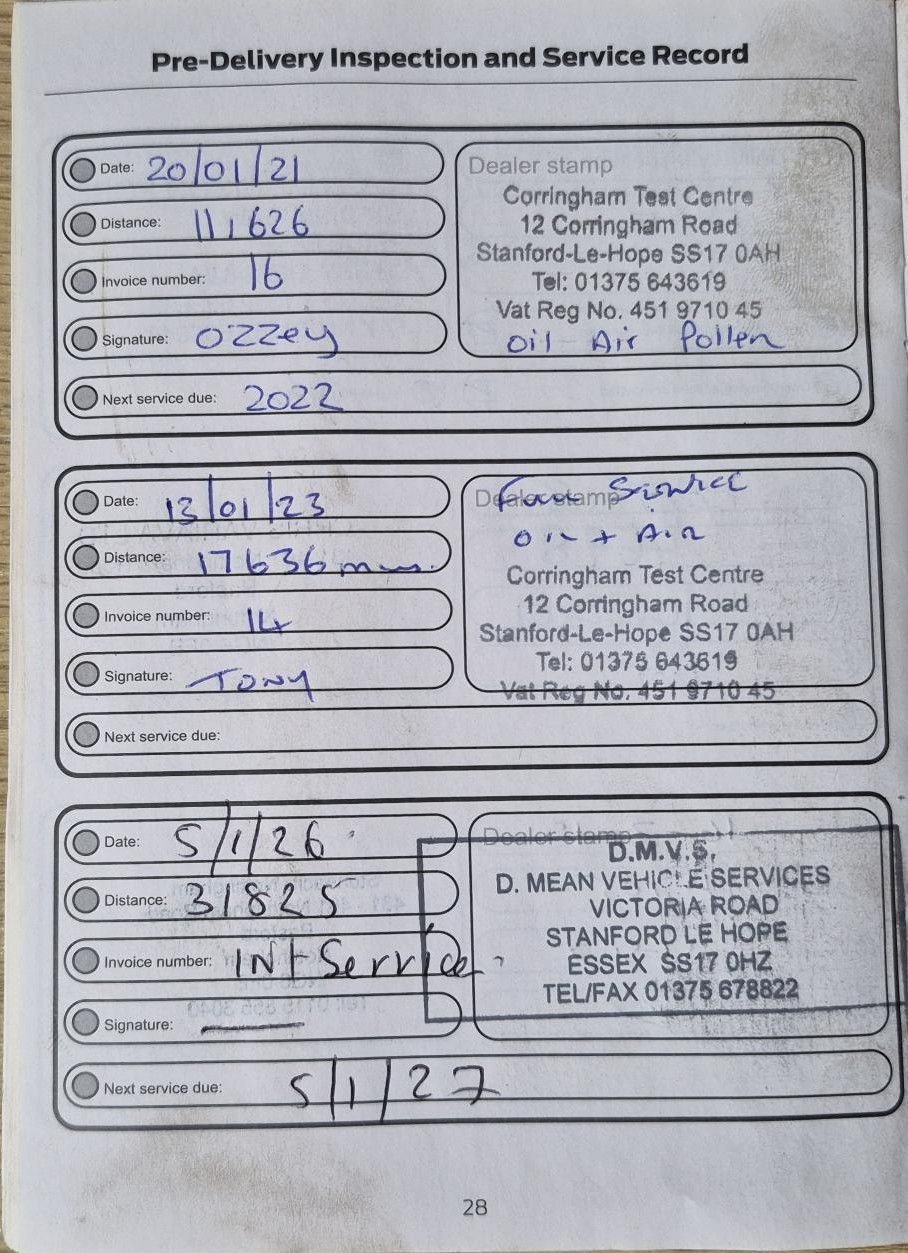 Pre-Delivery Inspection and Service Record
Date: 20/01/21
Distance: 11,626
Invoice number: 16
Signature: Ozzey
Next service due: 2022
Dealer stamp
Corringham Test Centre
12 Corringham Road
Stanford-Le-Hope SS17 0AH
Tel: 01375 643619
Vat Reg No. 451 9710 45
Oil Air Pollen
Date: 13/01/23
Distance: 17636
Invoice number: 14
Signature: Tony
Next service due:
Dealer stamp
Service
Oil + Air
Corringham Test Centre
12 Corringham Road
Stanford-Le-Hope SS17 0AH
Tel: 01375 643619
Vat Reg No. 451 9710 45
Date: 5/1/26
Distance: 31825
Invoice number: INT Service
Signature:
Next service due: 5/1/27
Dealer stamp
D.M.V.S.
D. MEAN VEHICLE SERVICES
VICTORIA ROAD
STANFORD LE HOPE
ESSEX SS17 0HZ
TEL/FAX 01375 678822
28